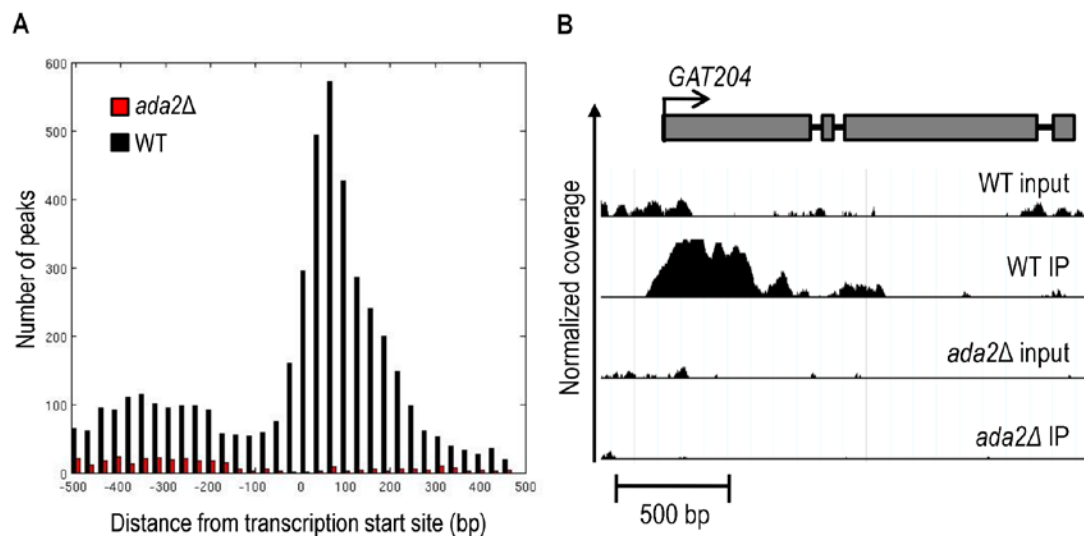 A
Number of peaks
600
500
400
300
200
100
0
ada2Δ
WT
-500
-400
-300
-200
-100
0
100
200
300
400
500
Distance from transcription start site (bp)
B
GAT204
Normalized coverage
WT input
WT IP
ada2Δ input
ada2Δ IP
500 bp